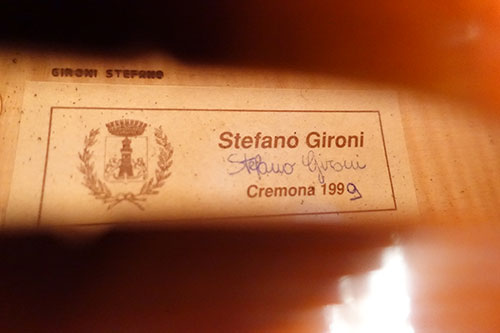 GIRONI STEFANO
Stefano Gironi
Stefano Gironi
Cremona 1999